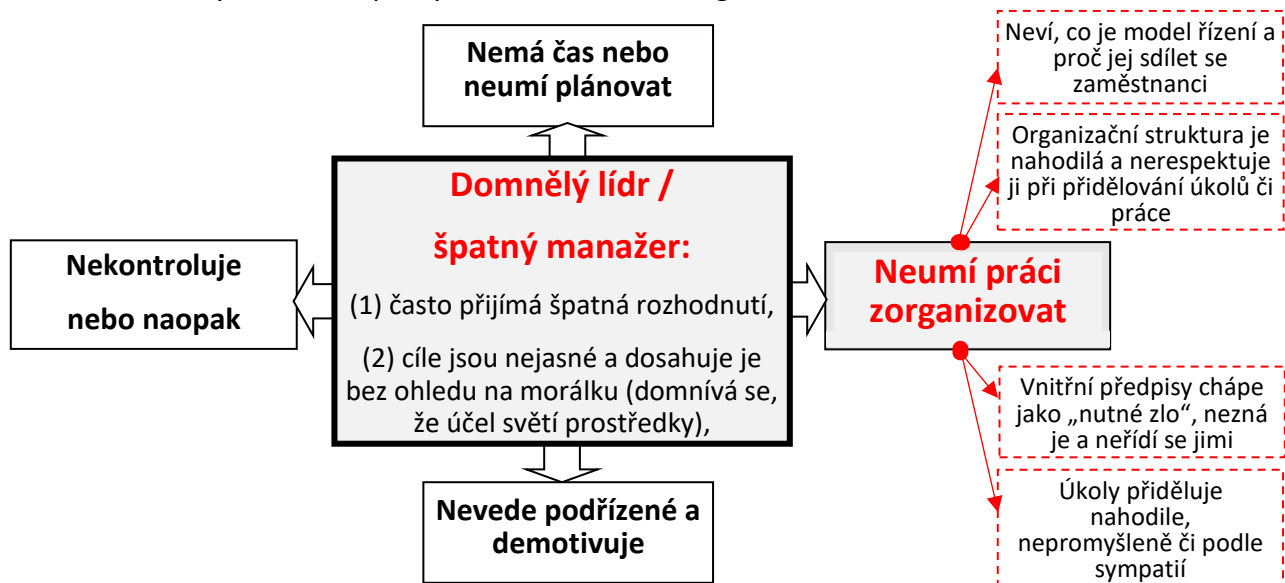 Nemá čas nebo
neumí plánovat
Domnělý lídr /
špatný manažer:
(1) často přijímá špatná rozhodnutí,
(2) cíle jsou nejasné a dosahuje je
bez ohledu na morálku (domnívá se,
že účel světí prostředky),
Nekontroluje
nebo naopak
Nevede podřízené a
demotivuje
Neumí práci
zorganizovat
Neví, co je model řízení a
proč jej sdílet se
zaměstnanci
Organizační struktura je
nahodilá a nerespektuje
ji při přidělování úkolů či
práce
Vnitřní předpisy chápe
jako „nutné zlo“, nezná
je a neřídí se jimi
Úkoly přiděluje
nahodile,
nepromyšleně či podle
sympatií